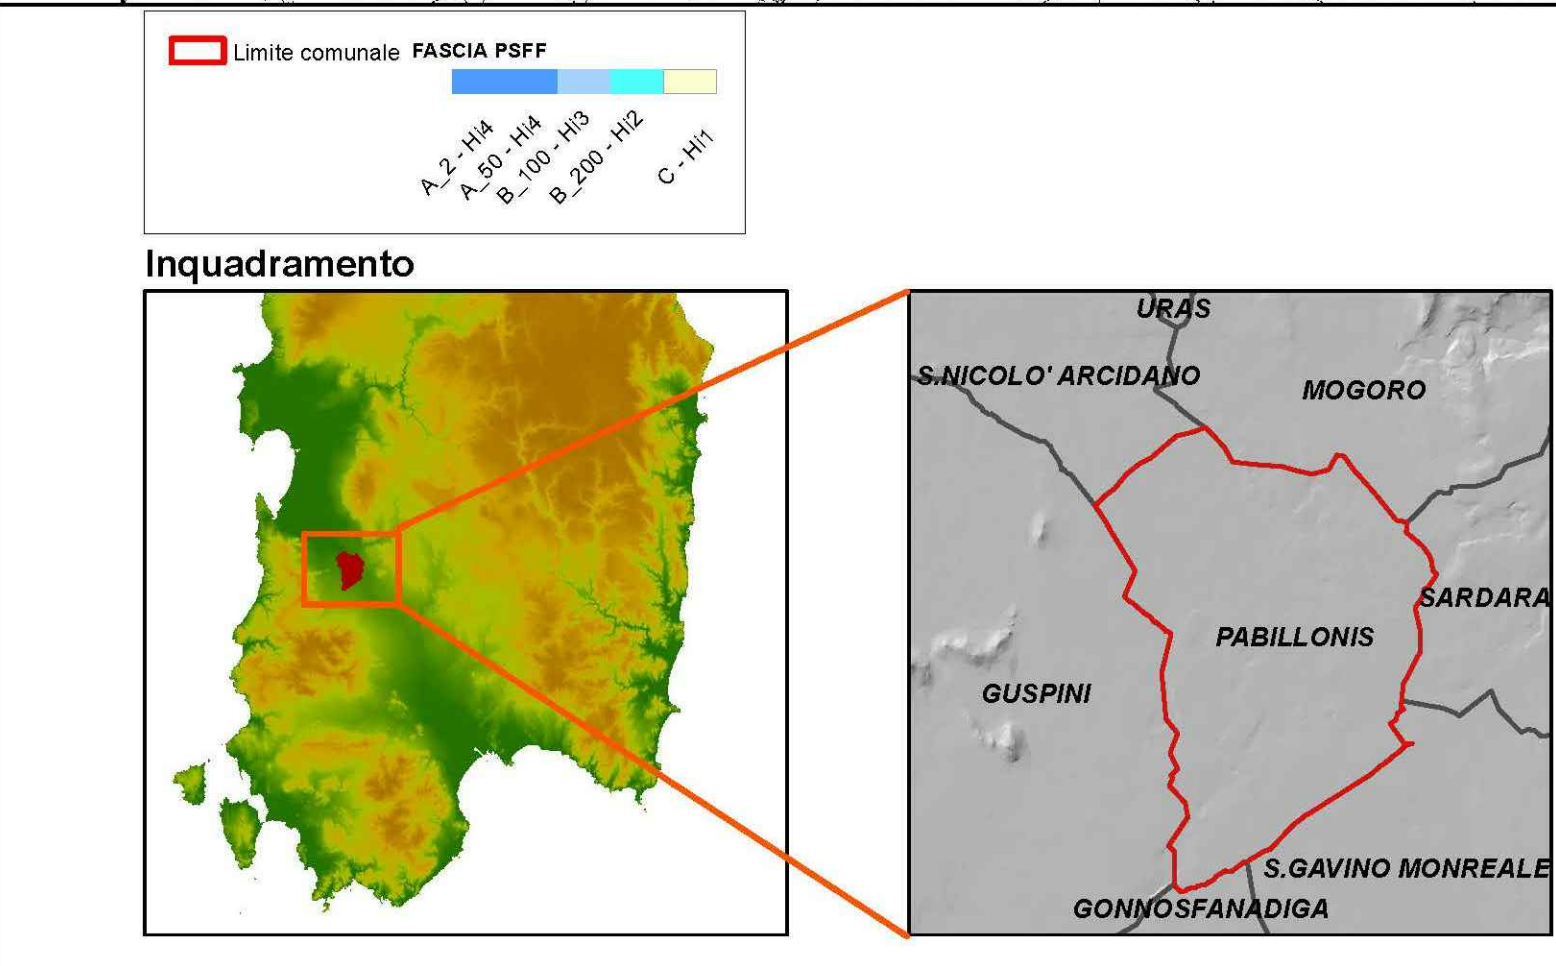 Limite comunale FASCIA PSFF
A_2 - Hi4
A_50 - Hi4
B_100 - Hi3
B_200 - Hi2
C - Hi1
Inquadramento
URAS
S.NICOLO' ARCIDANO
MOGORO
SARDARA
PABILLONIS
GUSPINI
S.GAVINO MONREALE
GONNOSFANADIGA